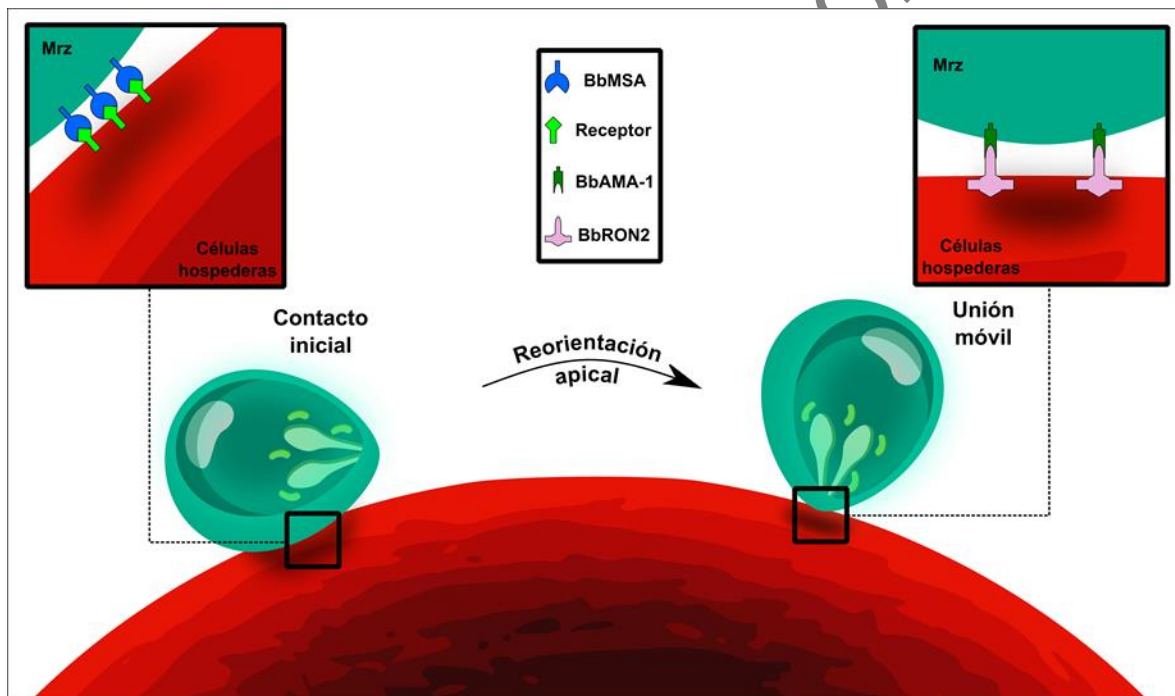 Mrz
Células
hospederas
BbMSA
Receptor
BbAMA-1
BbRON2
Mrz
Células
hospederas
Contacto
inicial
Reorientación
apical
Unión
móvil